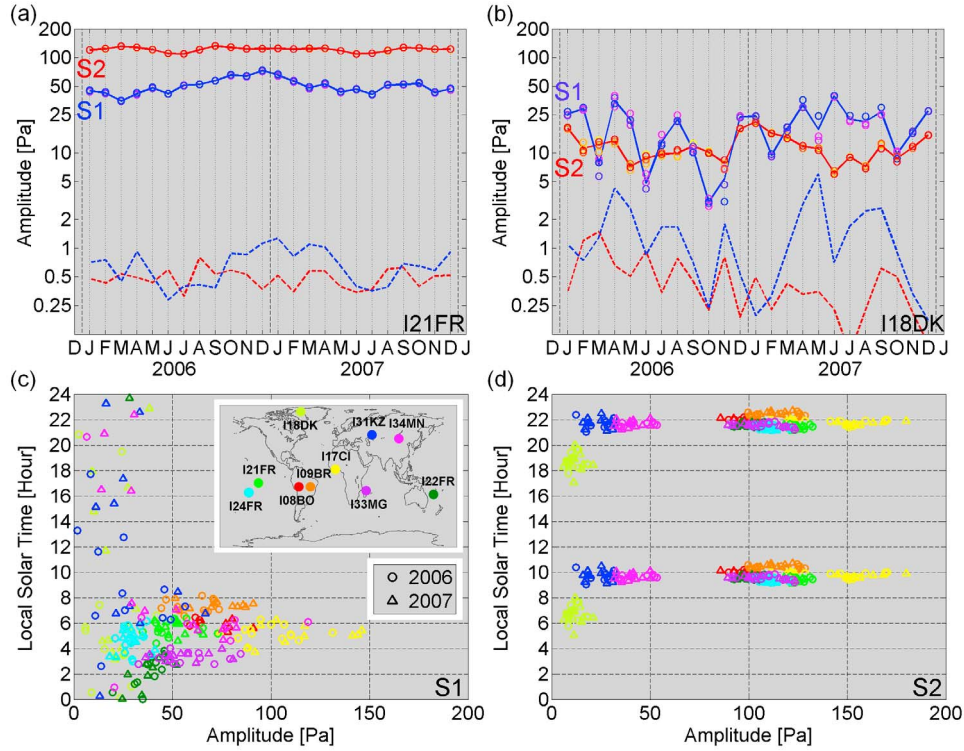 (a)
200
100
50
25
10
5
2
1
0.5
0.25
Amplitude [Pa]
S2
S1
I21FR
D J F M A M J J A S O N D J F M A M J J A S O N D J
2006 2007
(b)
200
100
50
25
10
5
2
1
0.5
0.25
Amplitude [Pa]
S1
S2
I18DK
D J F M A M J J A S O N D J F M A M J J A S O N D J
2006 2007
(c)
24
22
20
18
16
14
12
10
8
6
4
2
0
Local Solar Time [Hour]
I18DK
I31KZ
I34MN
I17CI
I21FR
I09BR
I22FR
I24FR
I08BO
I33MG
2006
2007
S1
0 50 100 150 200
Amplitude [Pa]
(d)
24
22
20
18
16
14
12
10
8
6
4
2
0
Local Solar Time [Hour]
S2
0 50 100 150 200
Amplitude [Pa]